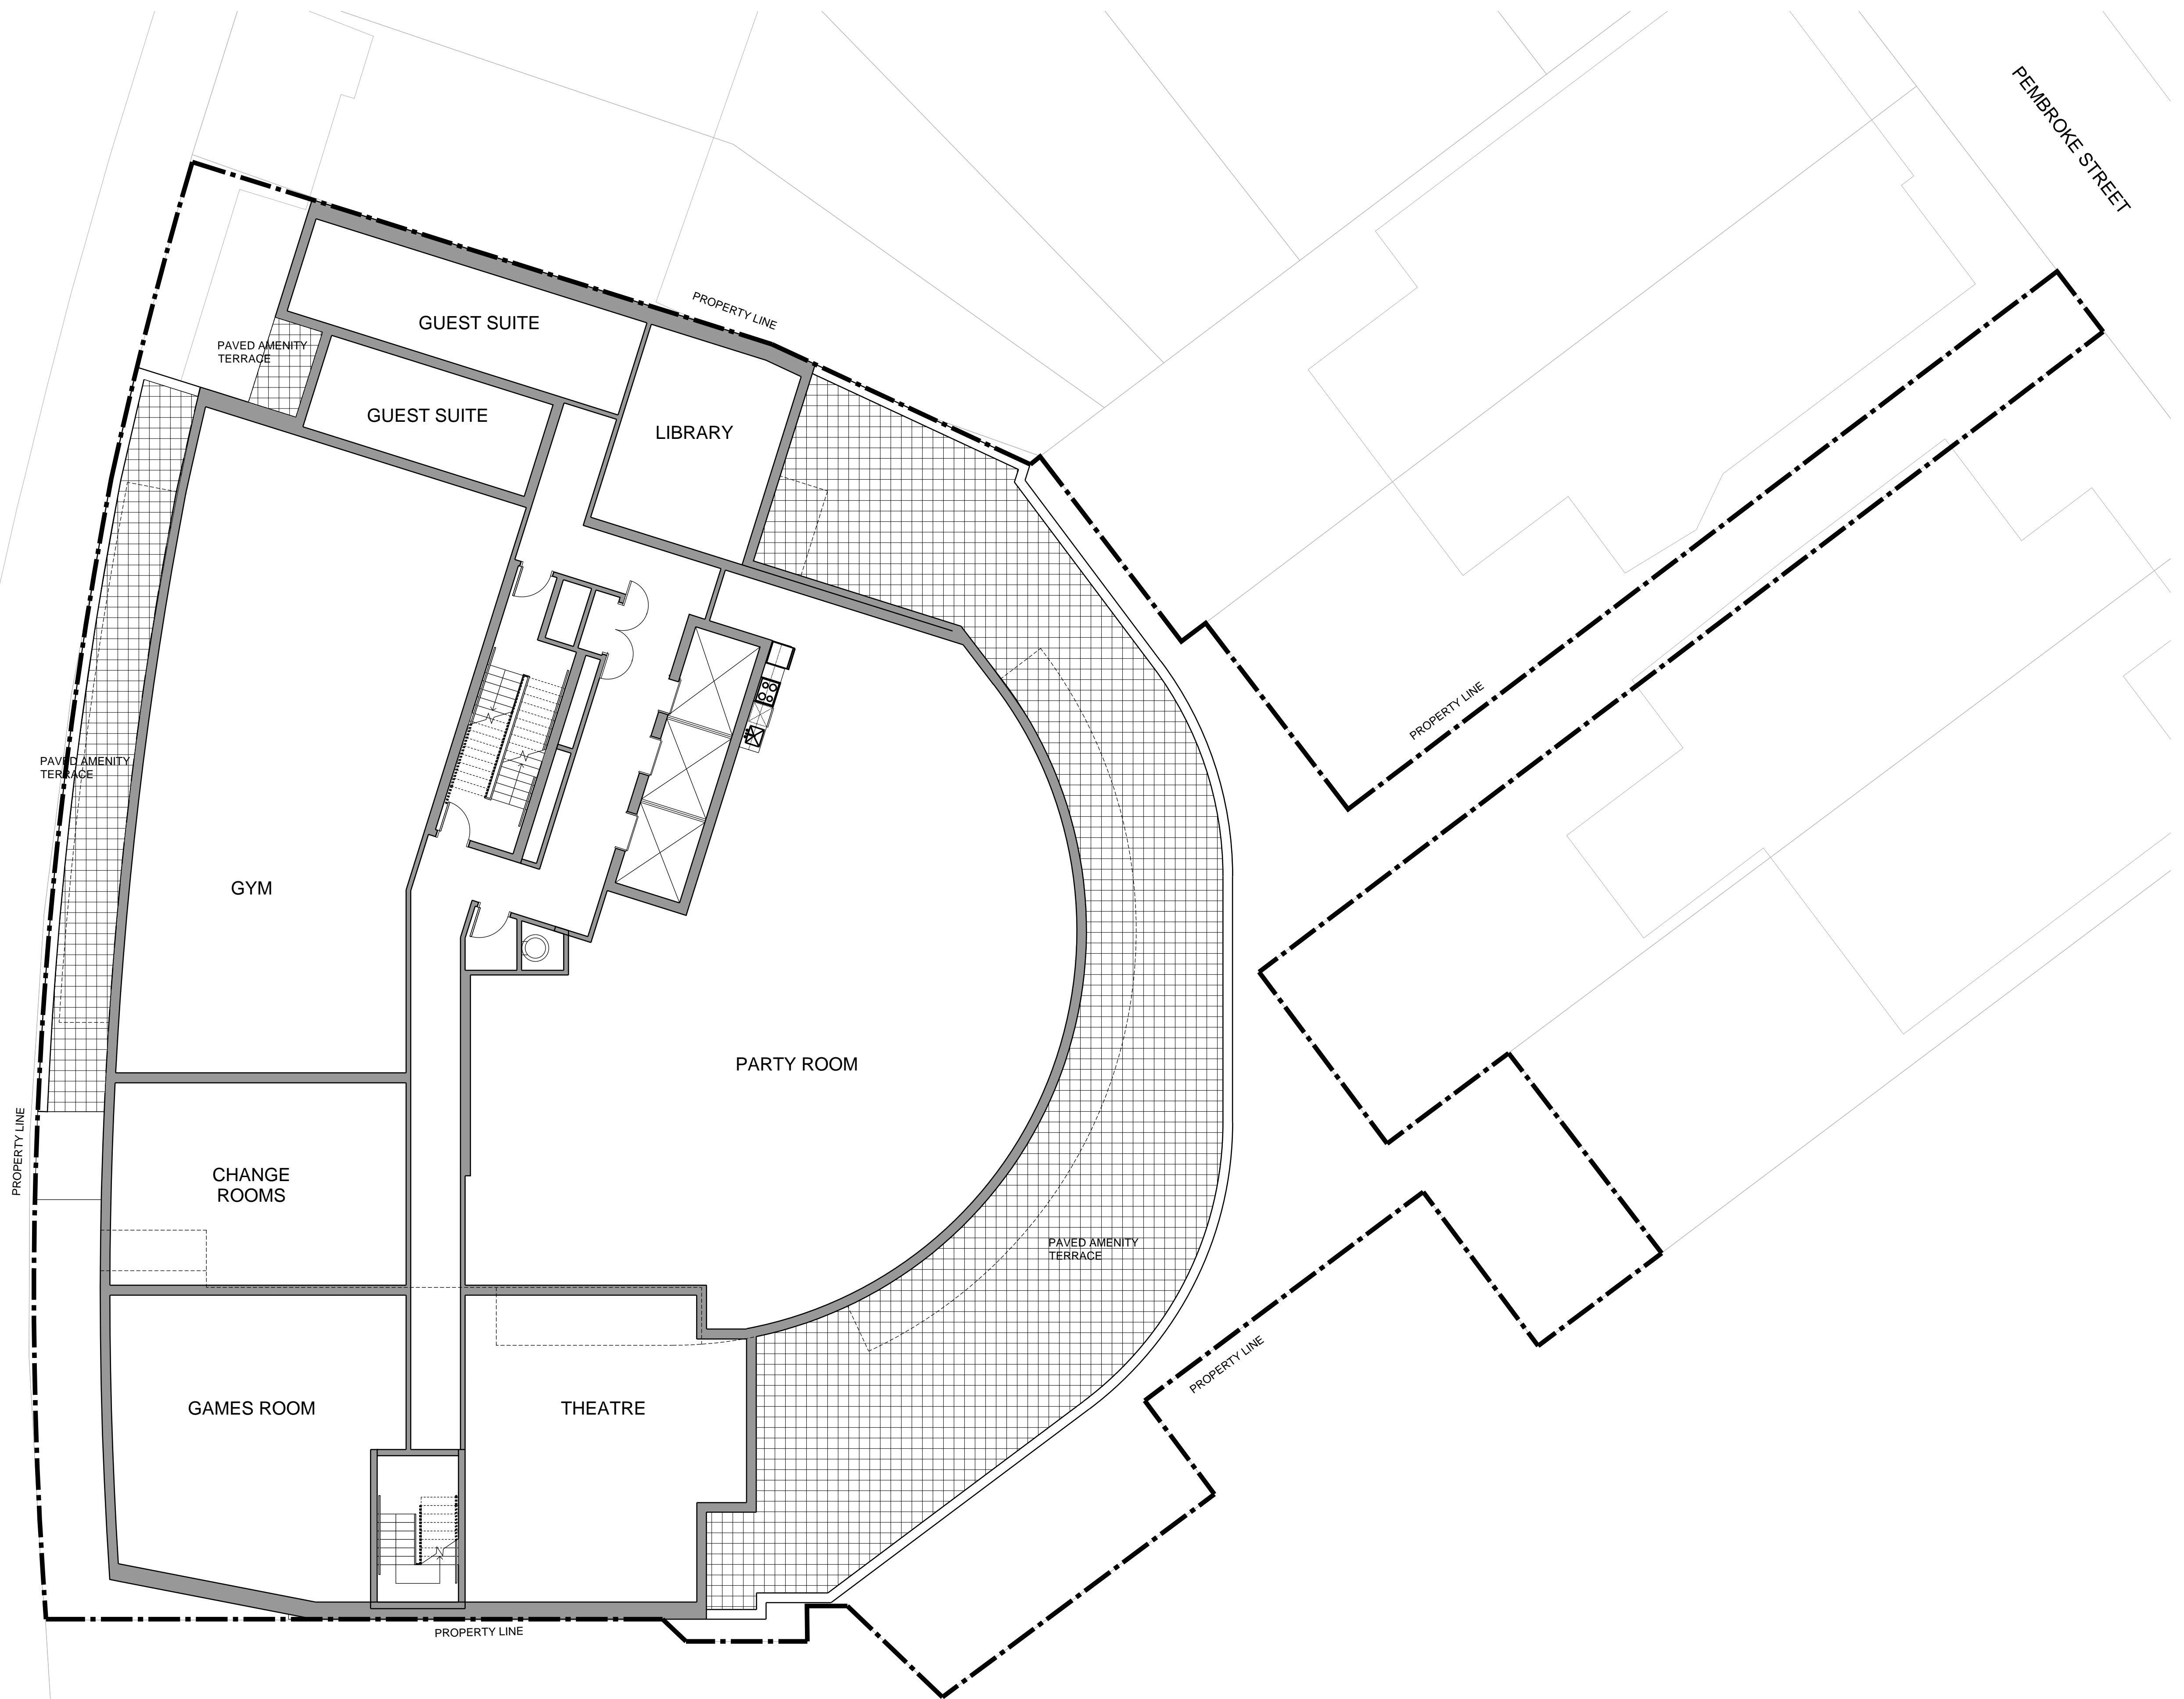 PEMBROKE STREET
PROPERTY LINE
GUEST SUITE
PAVED AMENITY
TERRACE
GUEST SUITE
LIBRARY
PROPERTY LINE
PAVED AMENITY
TERRACE
GYM
PARTY ROOM
PROPERTY LINE
CHANGE
ROOMS
PAVED AMENITY
TERRACE
PROPERTY LINE
GAMES ROOM
THEATRE
PROPERTY LINE